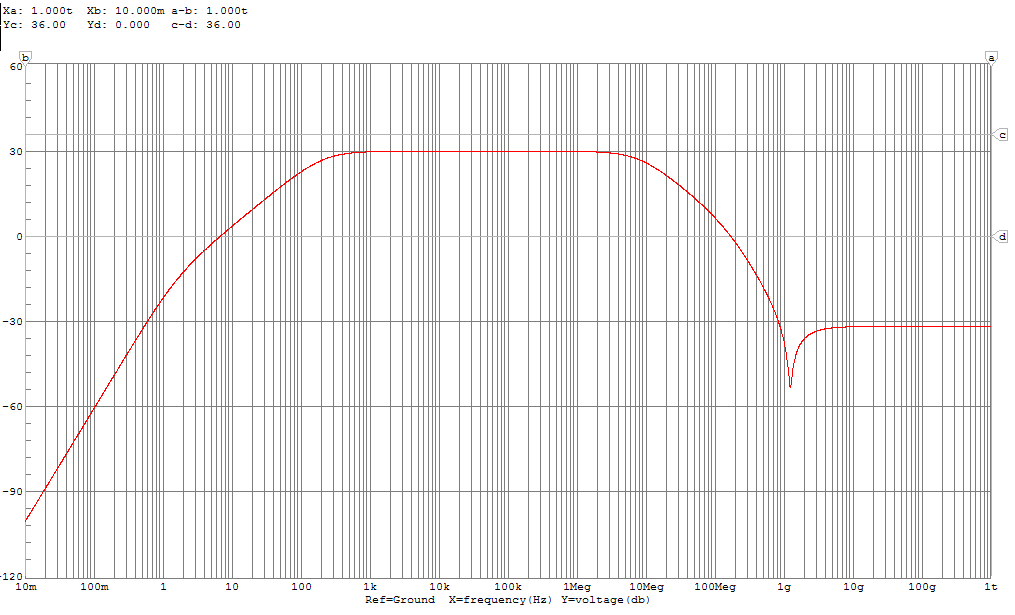 Xa: 1.000t Xb: 10.000m a-b: 1.000t
Yc: 36.00 Yd: 0.000 c-d: 36.00
b
a
60
c
30
0
d
-30
-60
-90
-120
10m 100m 1 10 100 1k 10k 100k 1Meg 10Meg 100Meg 1g 10g 100g 1t
Ref=Ground X=frequency(Hz) Y=voltage(db)